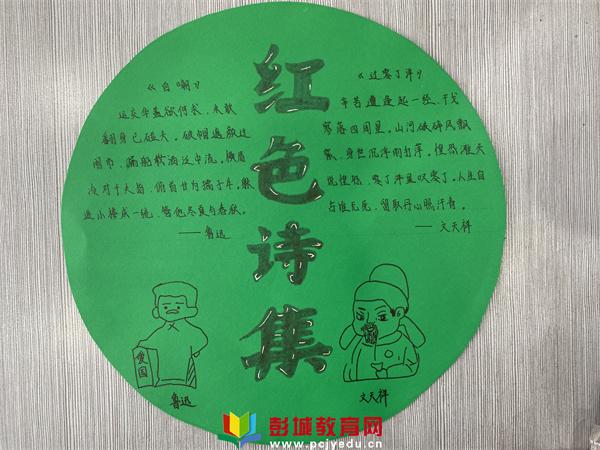 红色诗集
《自嘲》
运交华盖欲何求,未敢
翻身已碰头。破帽遮颜过
闹市,漏船载酒泛中流。横眉
冷对千夫指,俯首甘为孺子牛。躲
进小楼成一统,管他冬夏与春秋。
——鲁迅
《过零丁洋》
辛苦遭逢起一经,干戈
寥落四周星。山河破碎风飘
絮,身世沉浮雨打萍。惶恐滩头
说惶恐,零丁洋里叹零丁。人生自
古谁无死,留取丹心照汗青。
——文天祥
爱国
鲁迅
文天祥
彭城教育网
www.pcjyedu.cn